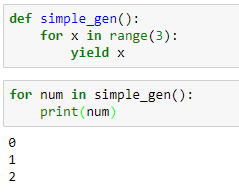 def simple_gen():
    for x in range(3):
        yield x
for num in simple_gen():
    print(num)
0
1
2